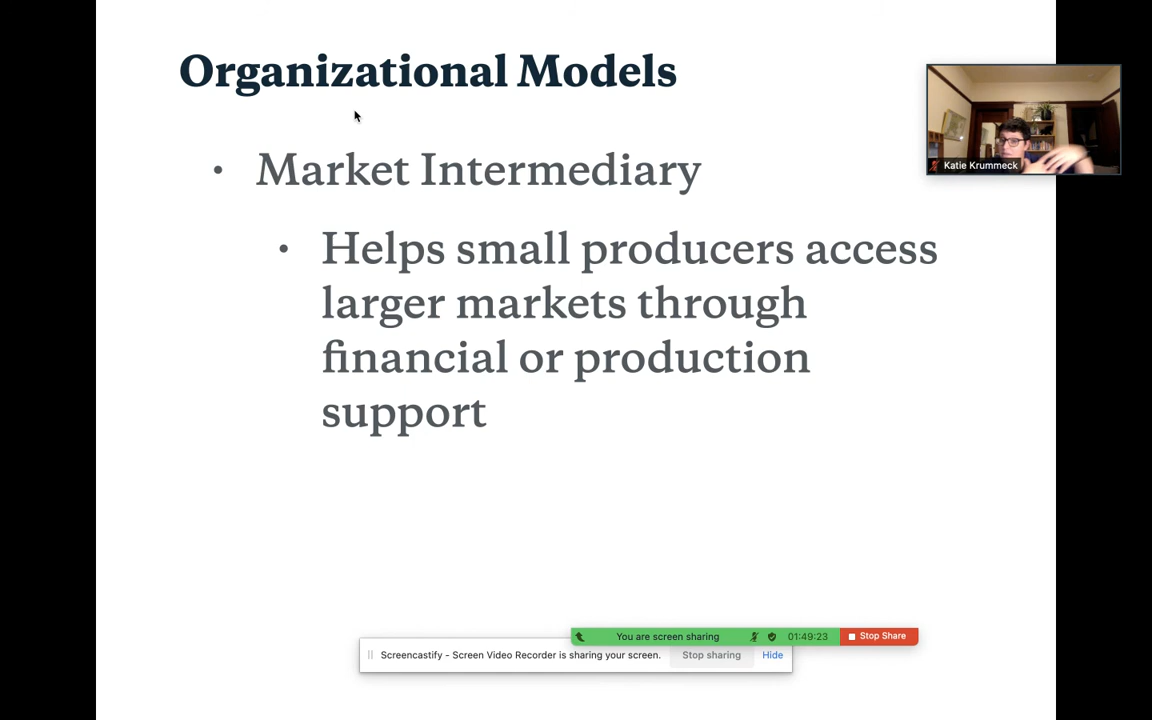 Organizational Models
• Market Intermediary
• Helps small producers access
larger markets through
financial or production
support
Katie Krummeck
You are screen sharing
01:49:23
Stop Share
Screencastify - Screen Video Recorder is sharing your screen.
Stop sharing
Hide